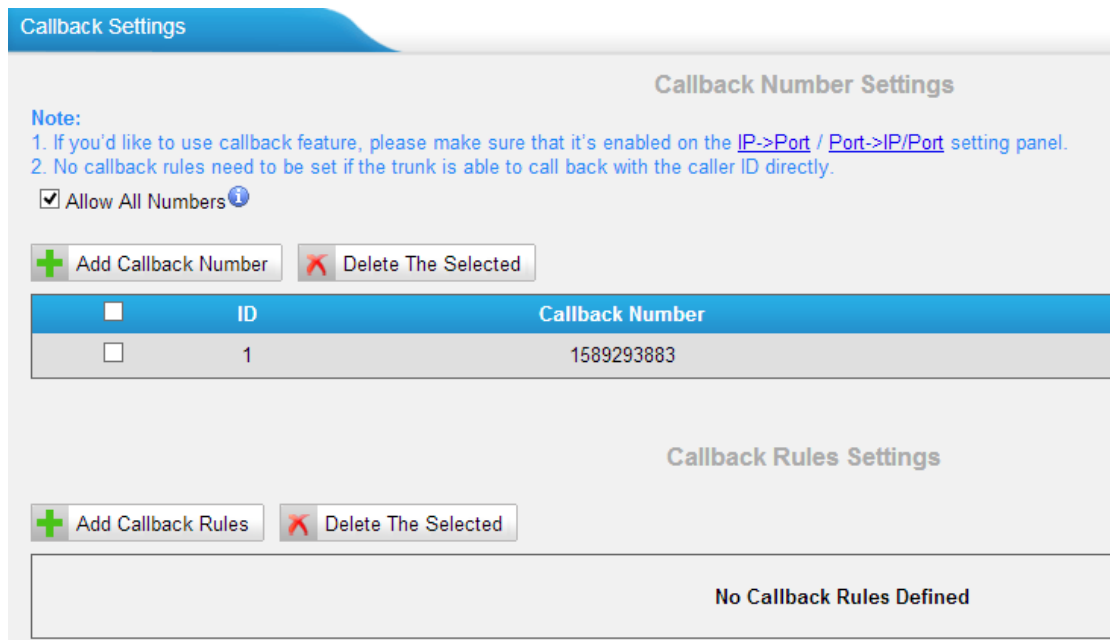 Callback Settings
Callback Number Settings
Note:
1. If you'd like to use callback feature, please make sure that it's enabled on the IP->Port / Port->IP/Port setting panel.
2. No callback rules need to be set if the trunk is able to call back with the caller ID directly.
Allow All Numbers
Add Callback Number Delete The Selected
ID Callback Number
1 1589293883
Callback Rules Settings
Add Callback Rules Delete The Selected
No Callback Rules Defined